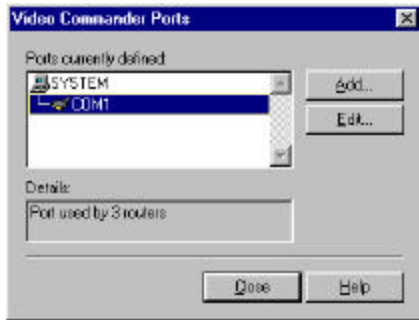 Video Commander Ports
Ports currently defined:
SYSTEM
COM1
Add...
Edit...
Details:
Port used by 3 routers
Close
Help